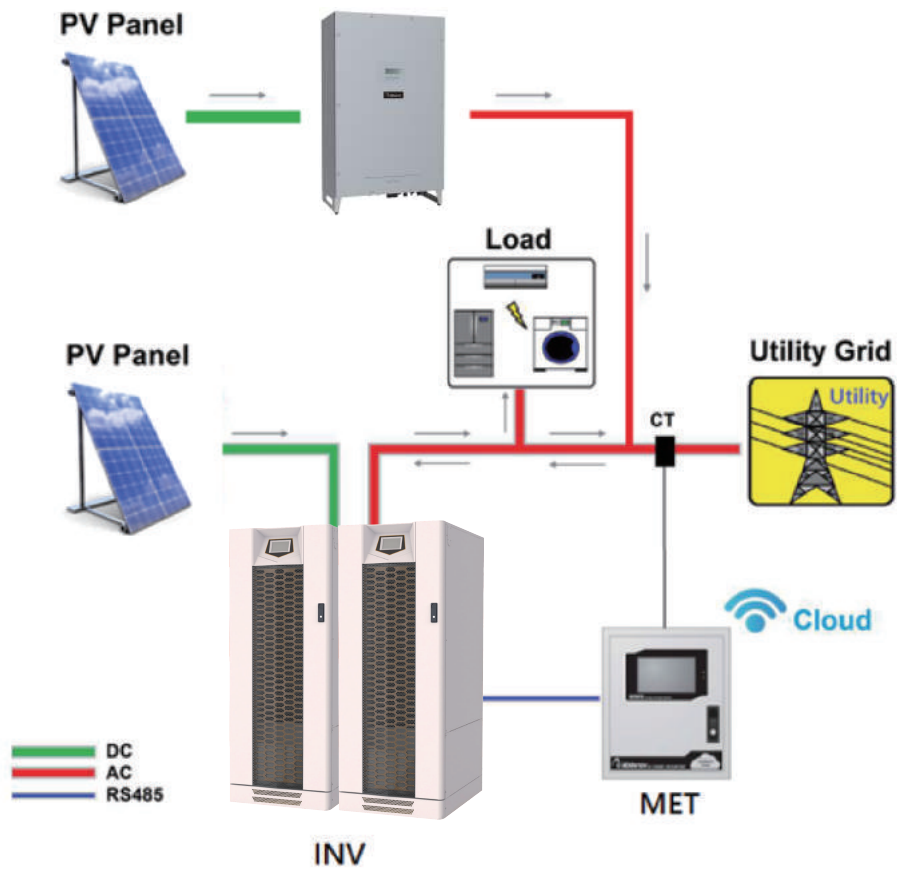 PV Panel
Load
PV Panel
Utility Grid
Utility
CT
Cloud
DC
AC
RS485
MET
INV